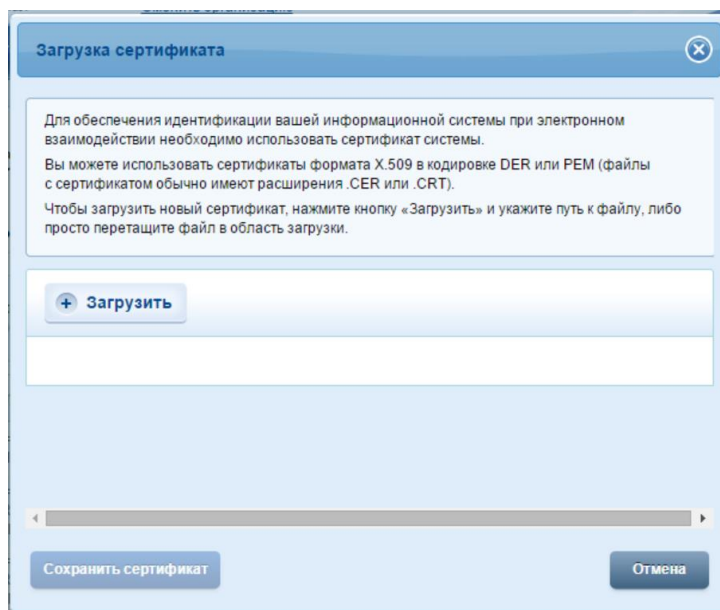 Загрузка сертификата
Для обеспечения идентификации вашей информационной системы при электронном
взаимодействии необходимо использовать сертификат системы.
Вы можете использовать сертификаты формата X.509 в кодировке DER или PEM (файлы
с сертификатом обычно имеют расширения .CER или .CRT).
Чтобы загрузить новый сертификат, нажмите кнопку «Загрузить» и укажите путь к файлу, либо
просто перетащите файл в область загрузки.
Загрузить
Сохранить сертификат
Отмена